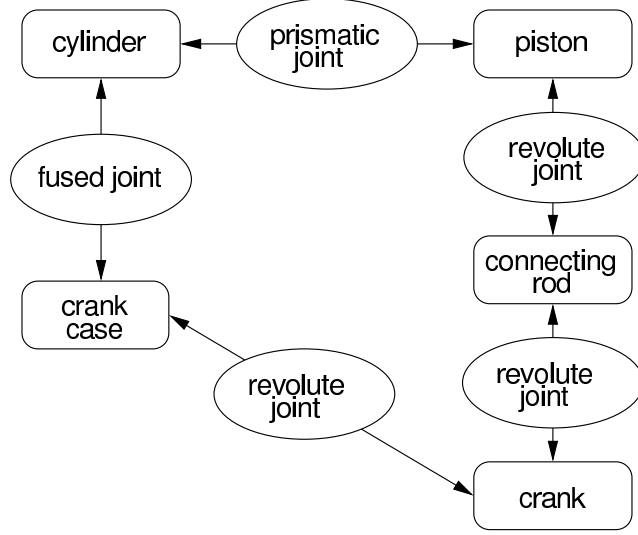 cylinder
prismatic
joint
piston
fused joint
revolute
joint
connecting
rod
crank
case
revolute
joint
revolute
joint
crank